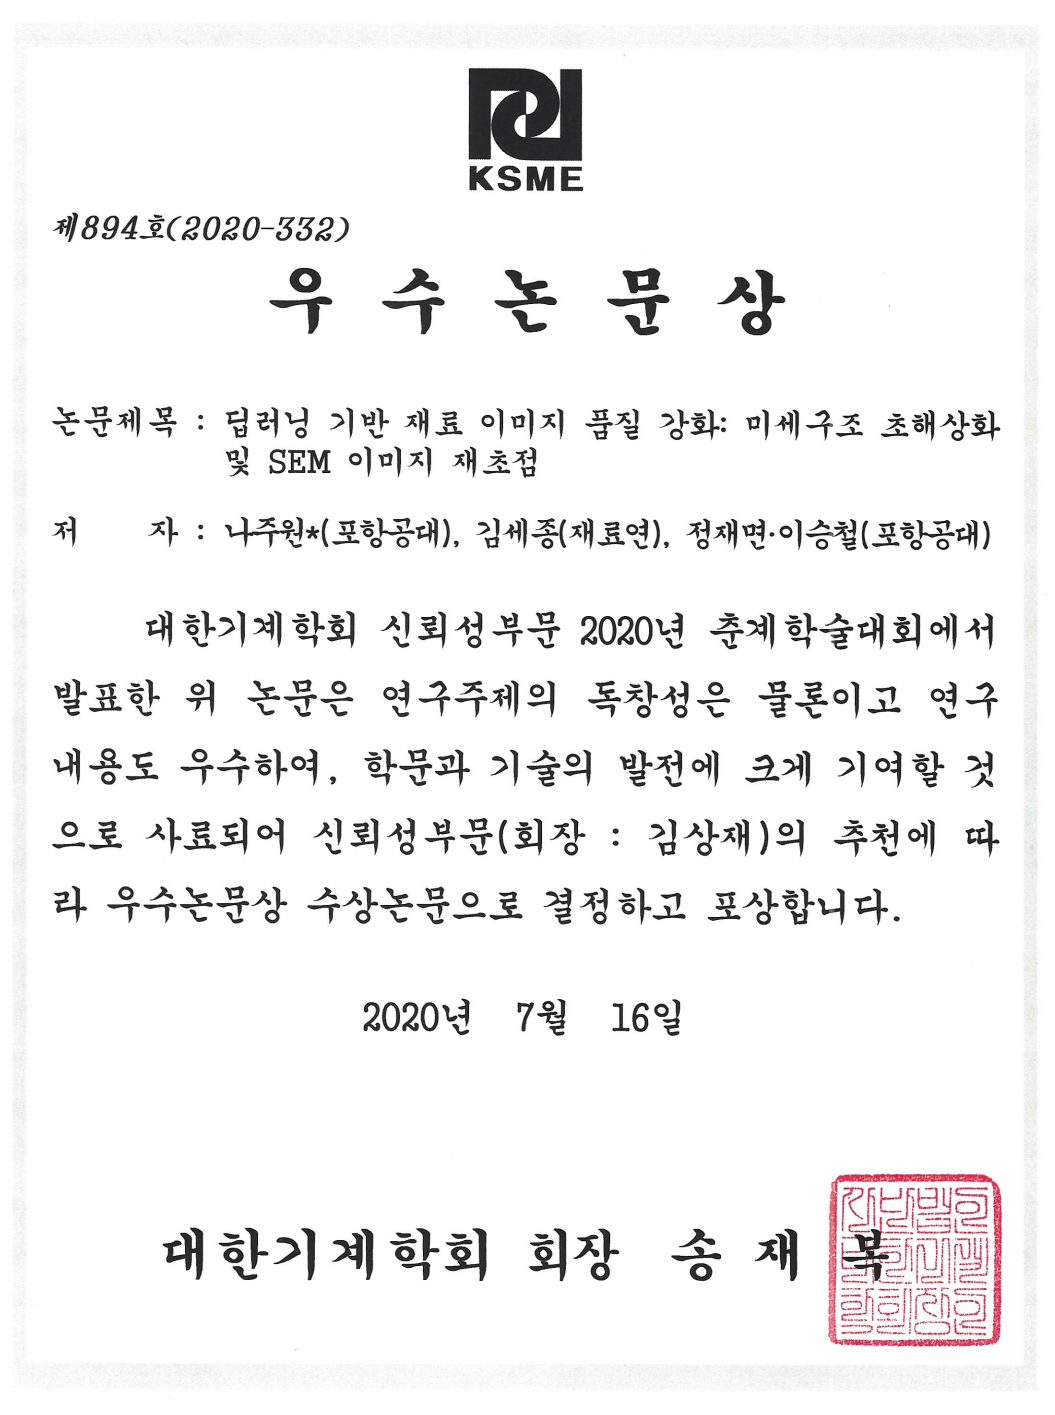 KSME
제894호(2020-332)
우 수 논 문 상
논문제목 : 딥러닝 기반 재료 이미지 품질 강화: 미세구조 초해상화
및 SEM 이미지 재초점
저 자 : 나주원*(포항공대), 김세종(재료연), 정재면·이승철(포항공대)
대한기계학회 신뢰성부문 2020년 춘계학술대회에서
발표한 위 논문은 연구주제의 독창성은 물론이고 연구
내용도 우수하여, 학문과 기술의 발전에 크게 기여할 것
으로 사료되어 신뢰성부문(회장 : 김상재)의 추천에 따
라 우수논문상 수상논문으로 결정하고 포상합니다.
2020년 7월 16일
대한기계학회 회장 송 재 복